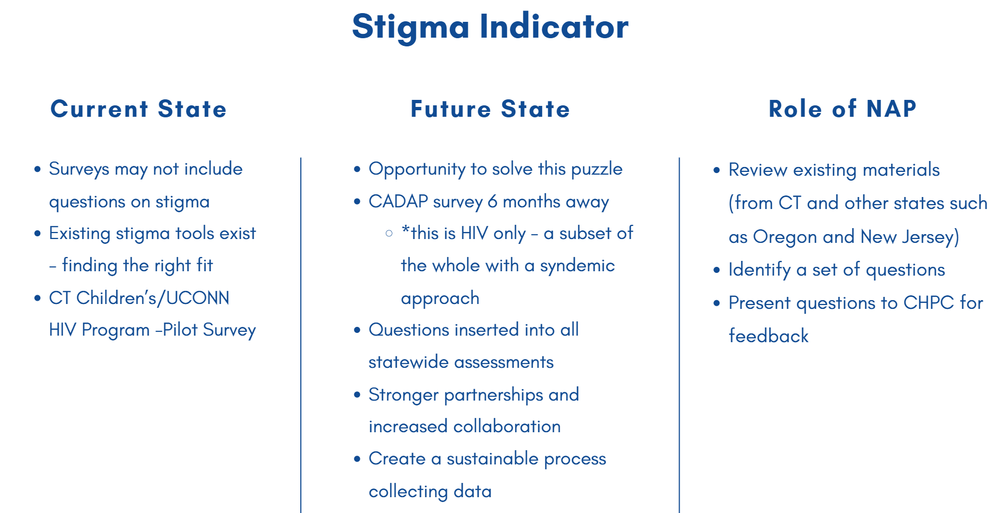 Stigma Indicator
Current State
• Surveys may not include
questions on stigma
• Existing stigma tools exist
- finding the right fit
• CT Children's/UCONN
HIV Program -Pilot Survey
Future State
• Opportunity to solve this puzzle
• CADAP survey 6 months away
○ *this is HIV only - a subset of
the whole with a syndemic
approach
• Questions inserted into all
statewide assessments
• Stronger partnerships and
increased collaboration
• Create a sustainable process
collecting data
Role of NAP
• Review existing materials
(from CT and other states such
as Oregon and New Jersey)
• Identify a set of questions
• Present questions to CHPC for
feedback